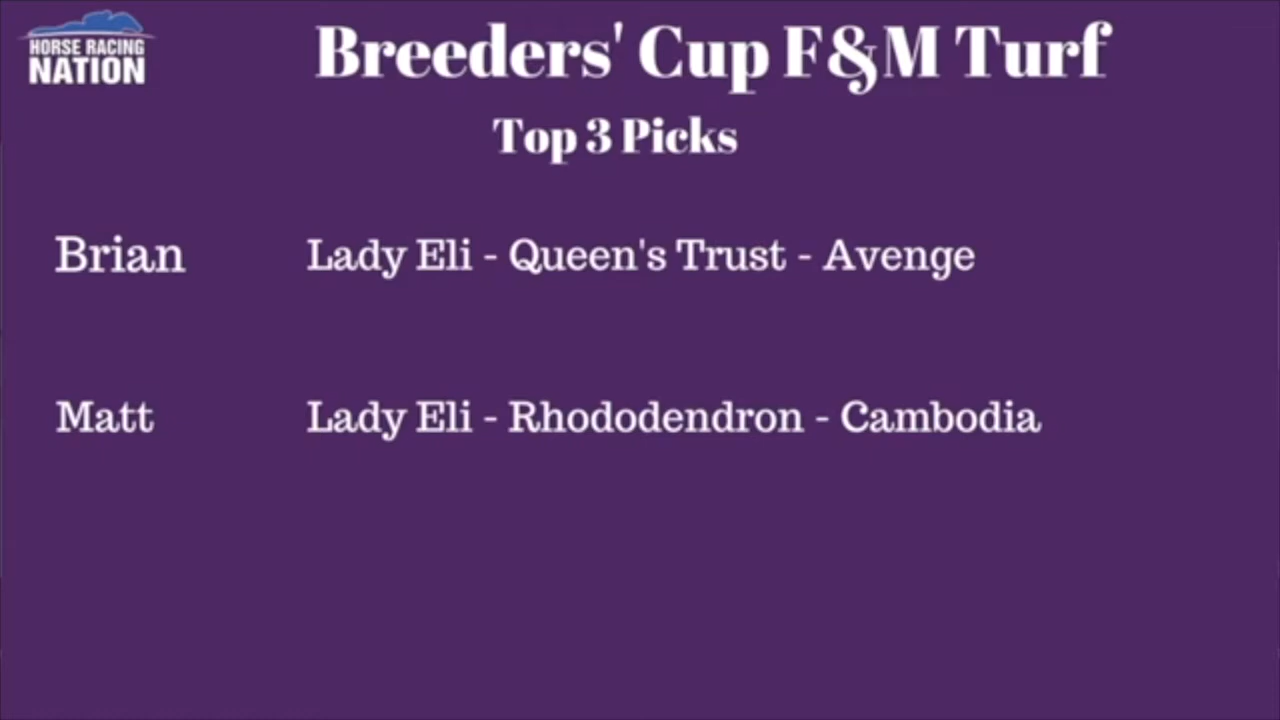 HORSE RACING
NATION
Breeders' Cup F&M Turf
Top 3 Picks
Brian Lady Eli - Queen's Trust - Avenge
Matt Lady Eli - Rhododendron - Cambodia